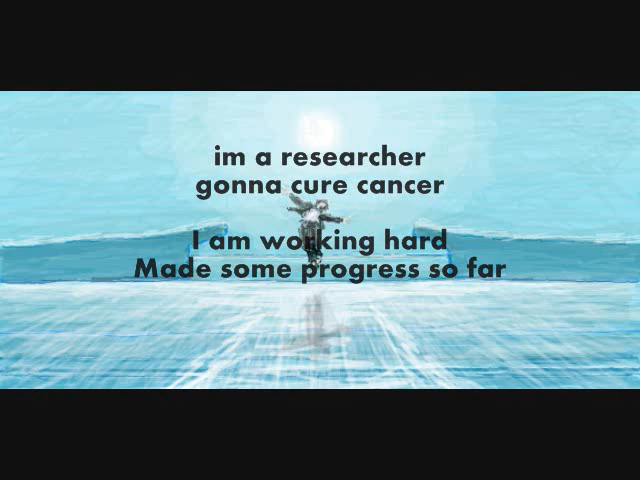 im a researcher
gonna cure cancer
I am working hard
Made some progress so far